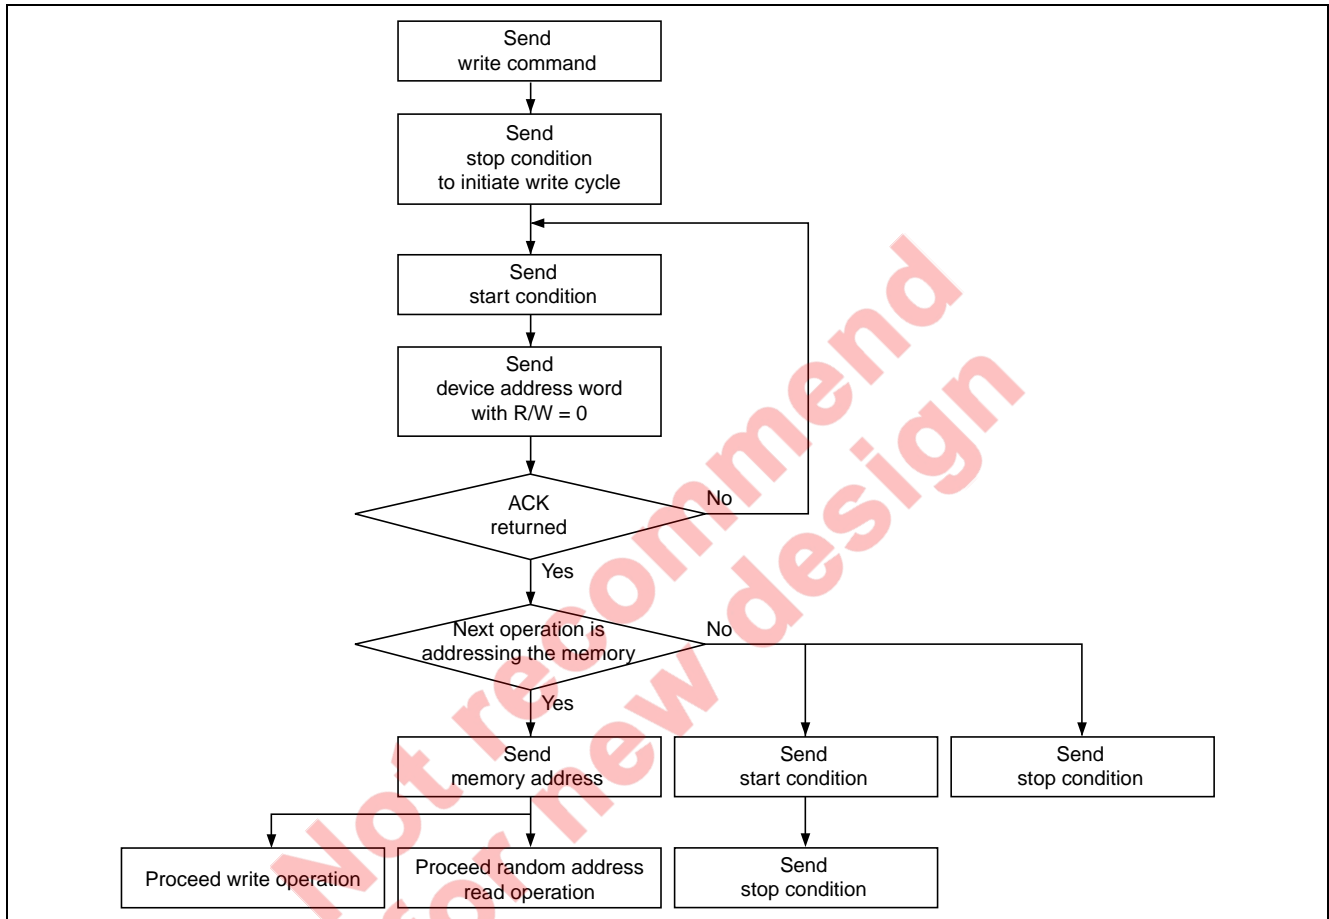 Send
write command
Send
stop condition
to initiate write cycle
Send
start condition
Send
device address word
with R/W = 0
ACK
returned
No
Yes
Next operation is
addressing the memory
No
Yes
Send
memory address
Send
start condition
Send
stop condition
Proceed write operation
Proceed random address
read operation
Send
stop condition
Not recommend
for new design